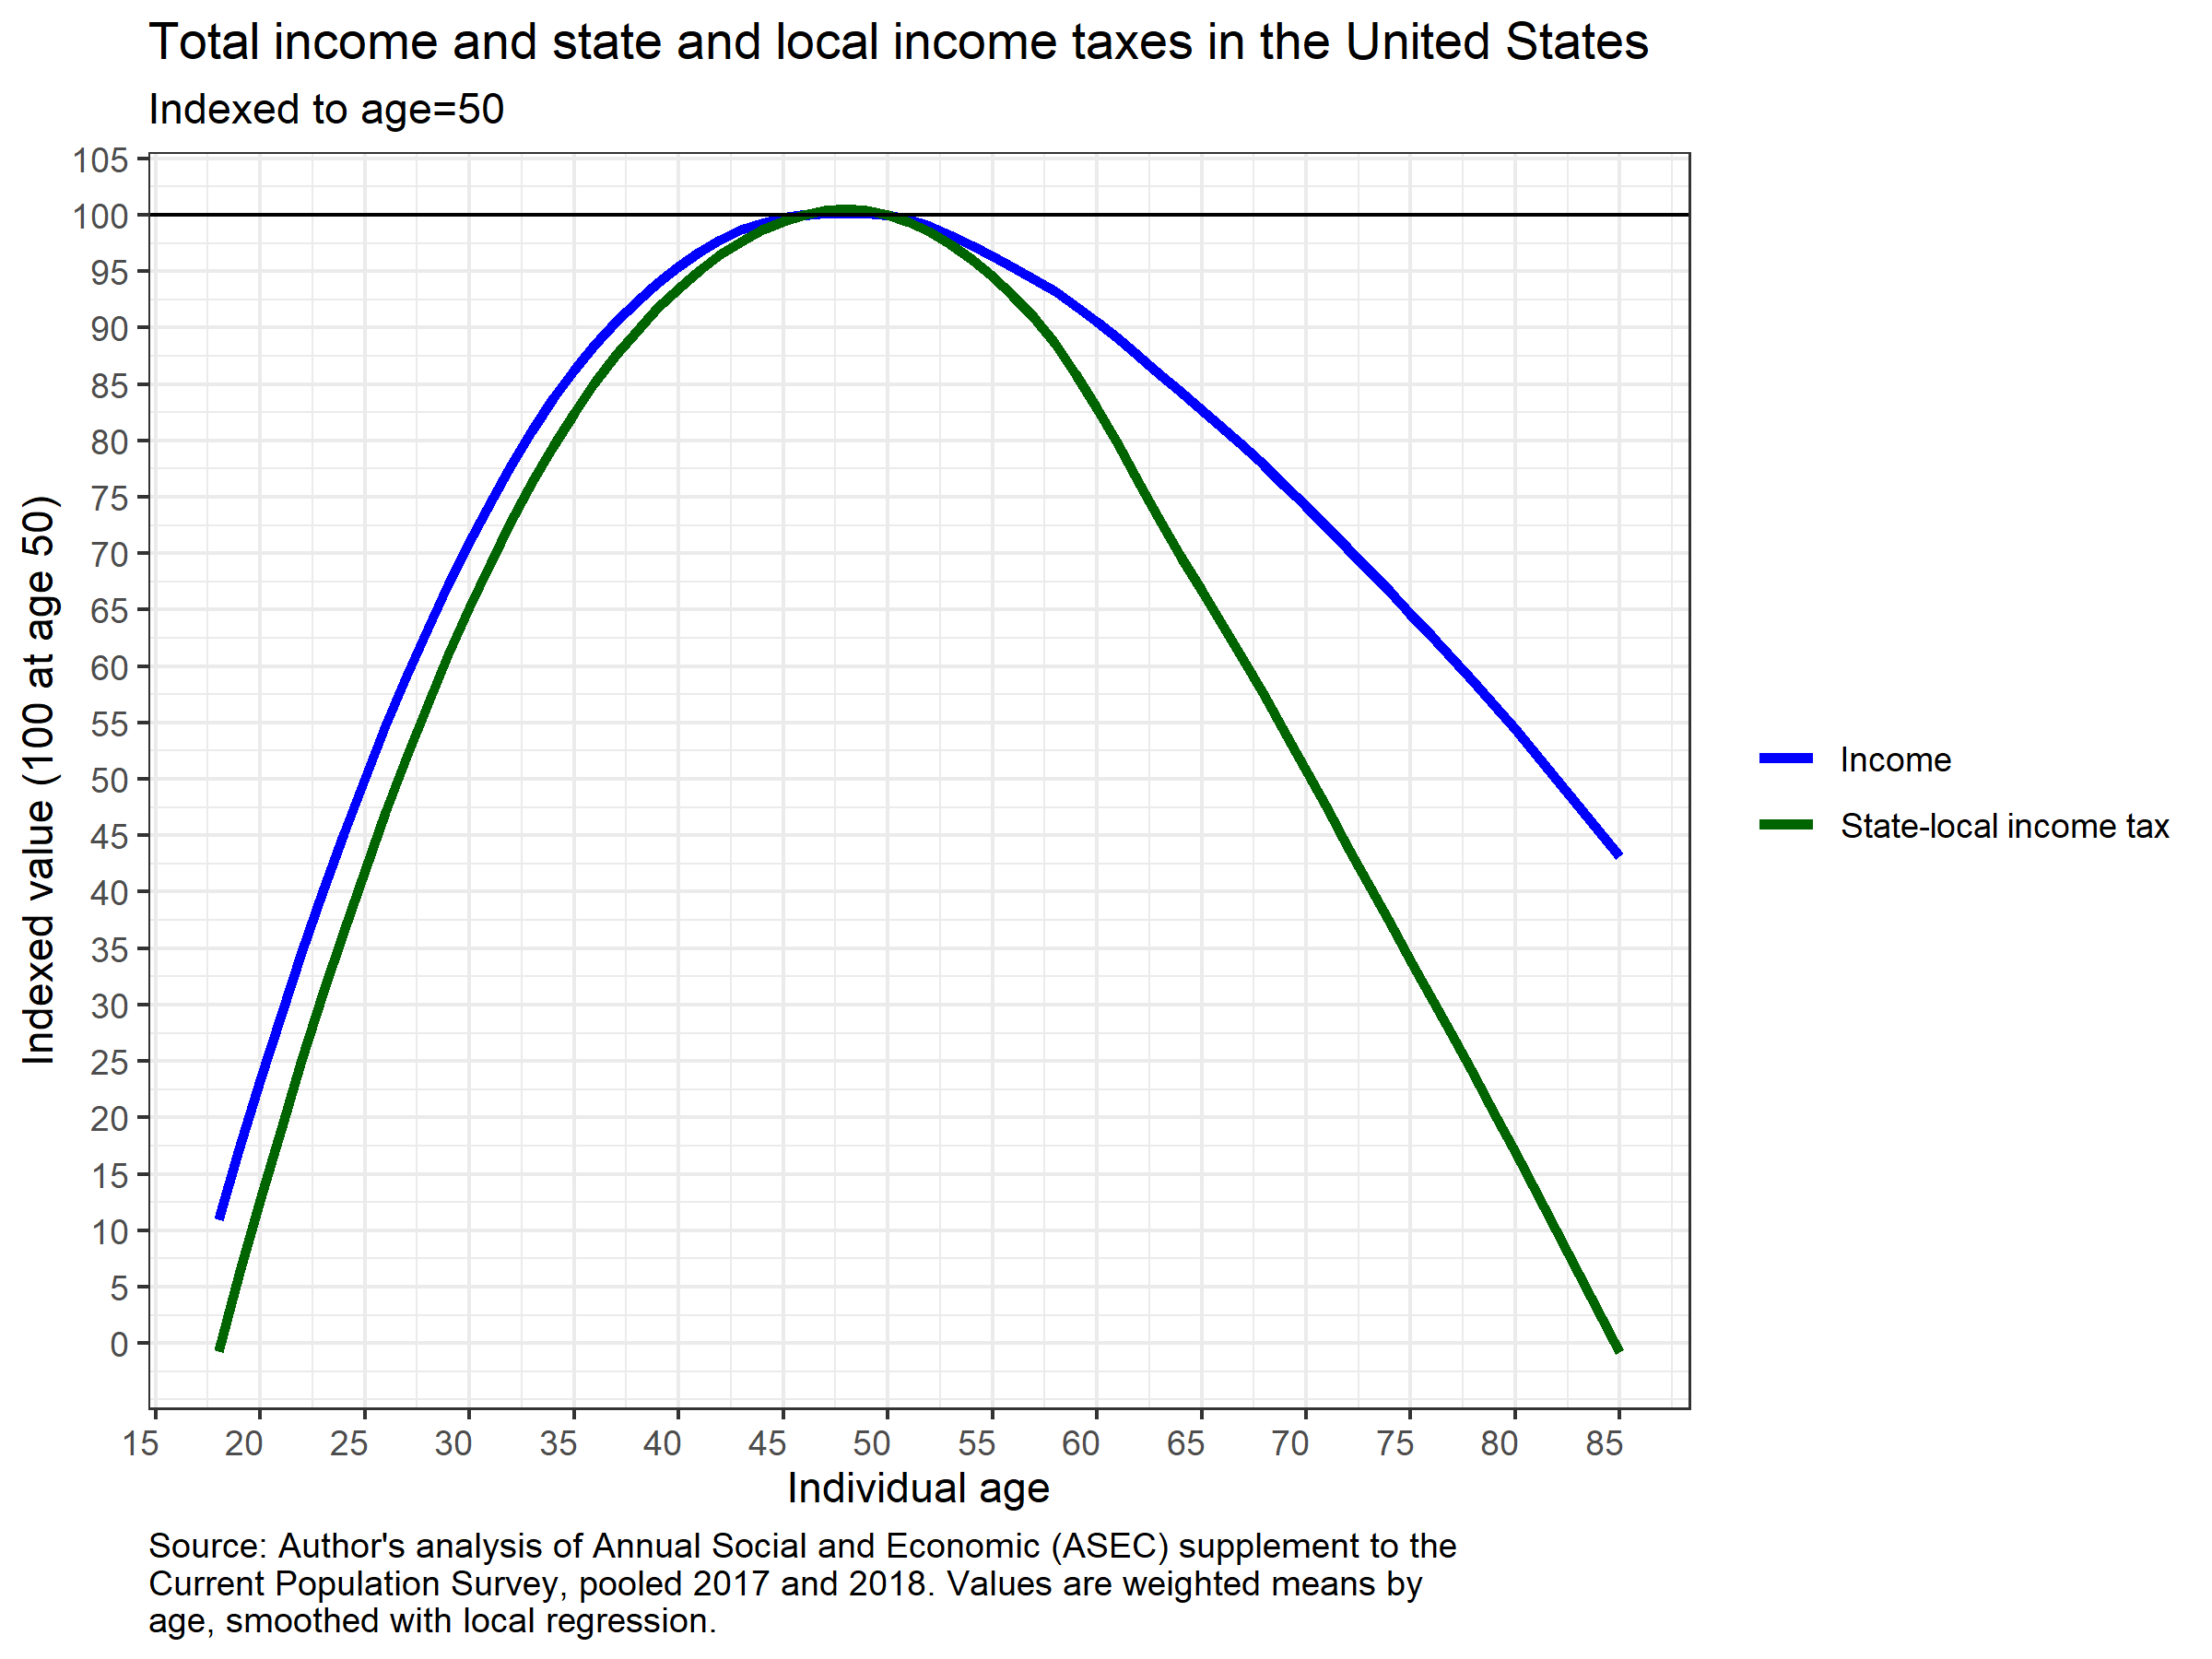 Total income and state and local income taxes in the United States
Indexed to age=50
Indexed value (100 at age 50)
105
100
95
90
85
80
75
70
65
60
55
50
45
40
35
30
25
20
15
10
5
0
15 20 25 30 35 40 45 50 55 60 65 70 75 80 85
Individual age
Income
State-local income tax
Source: Author's analysis of Annual Social and Economic (ASEC) supplement to the
Current Population Survey, pooled 2017 and 2018. Values are weighted means by
age, smoothed with local regression.